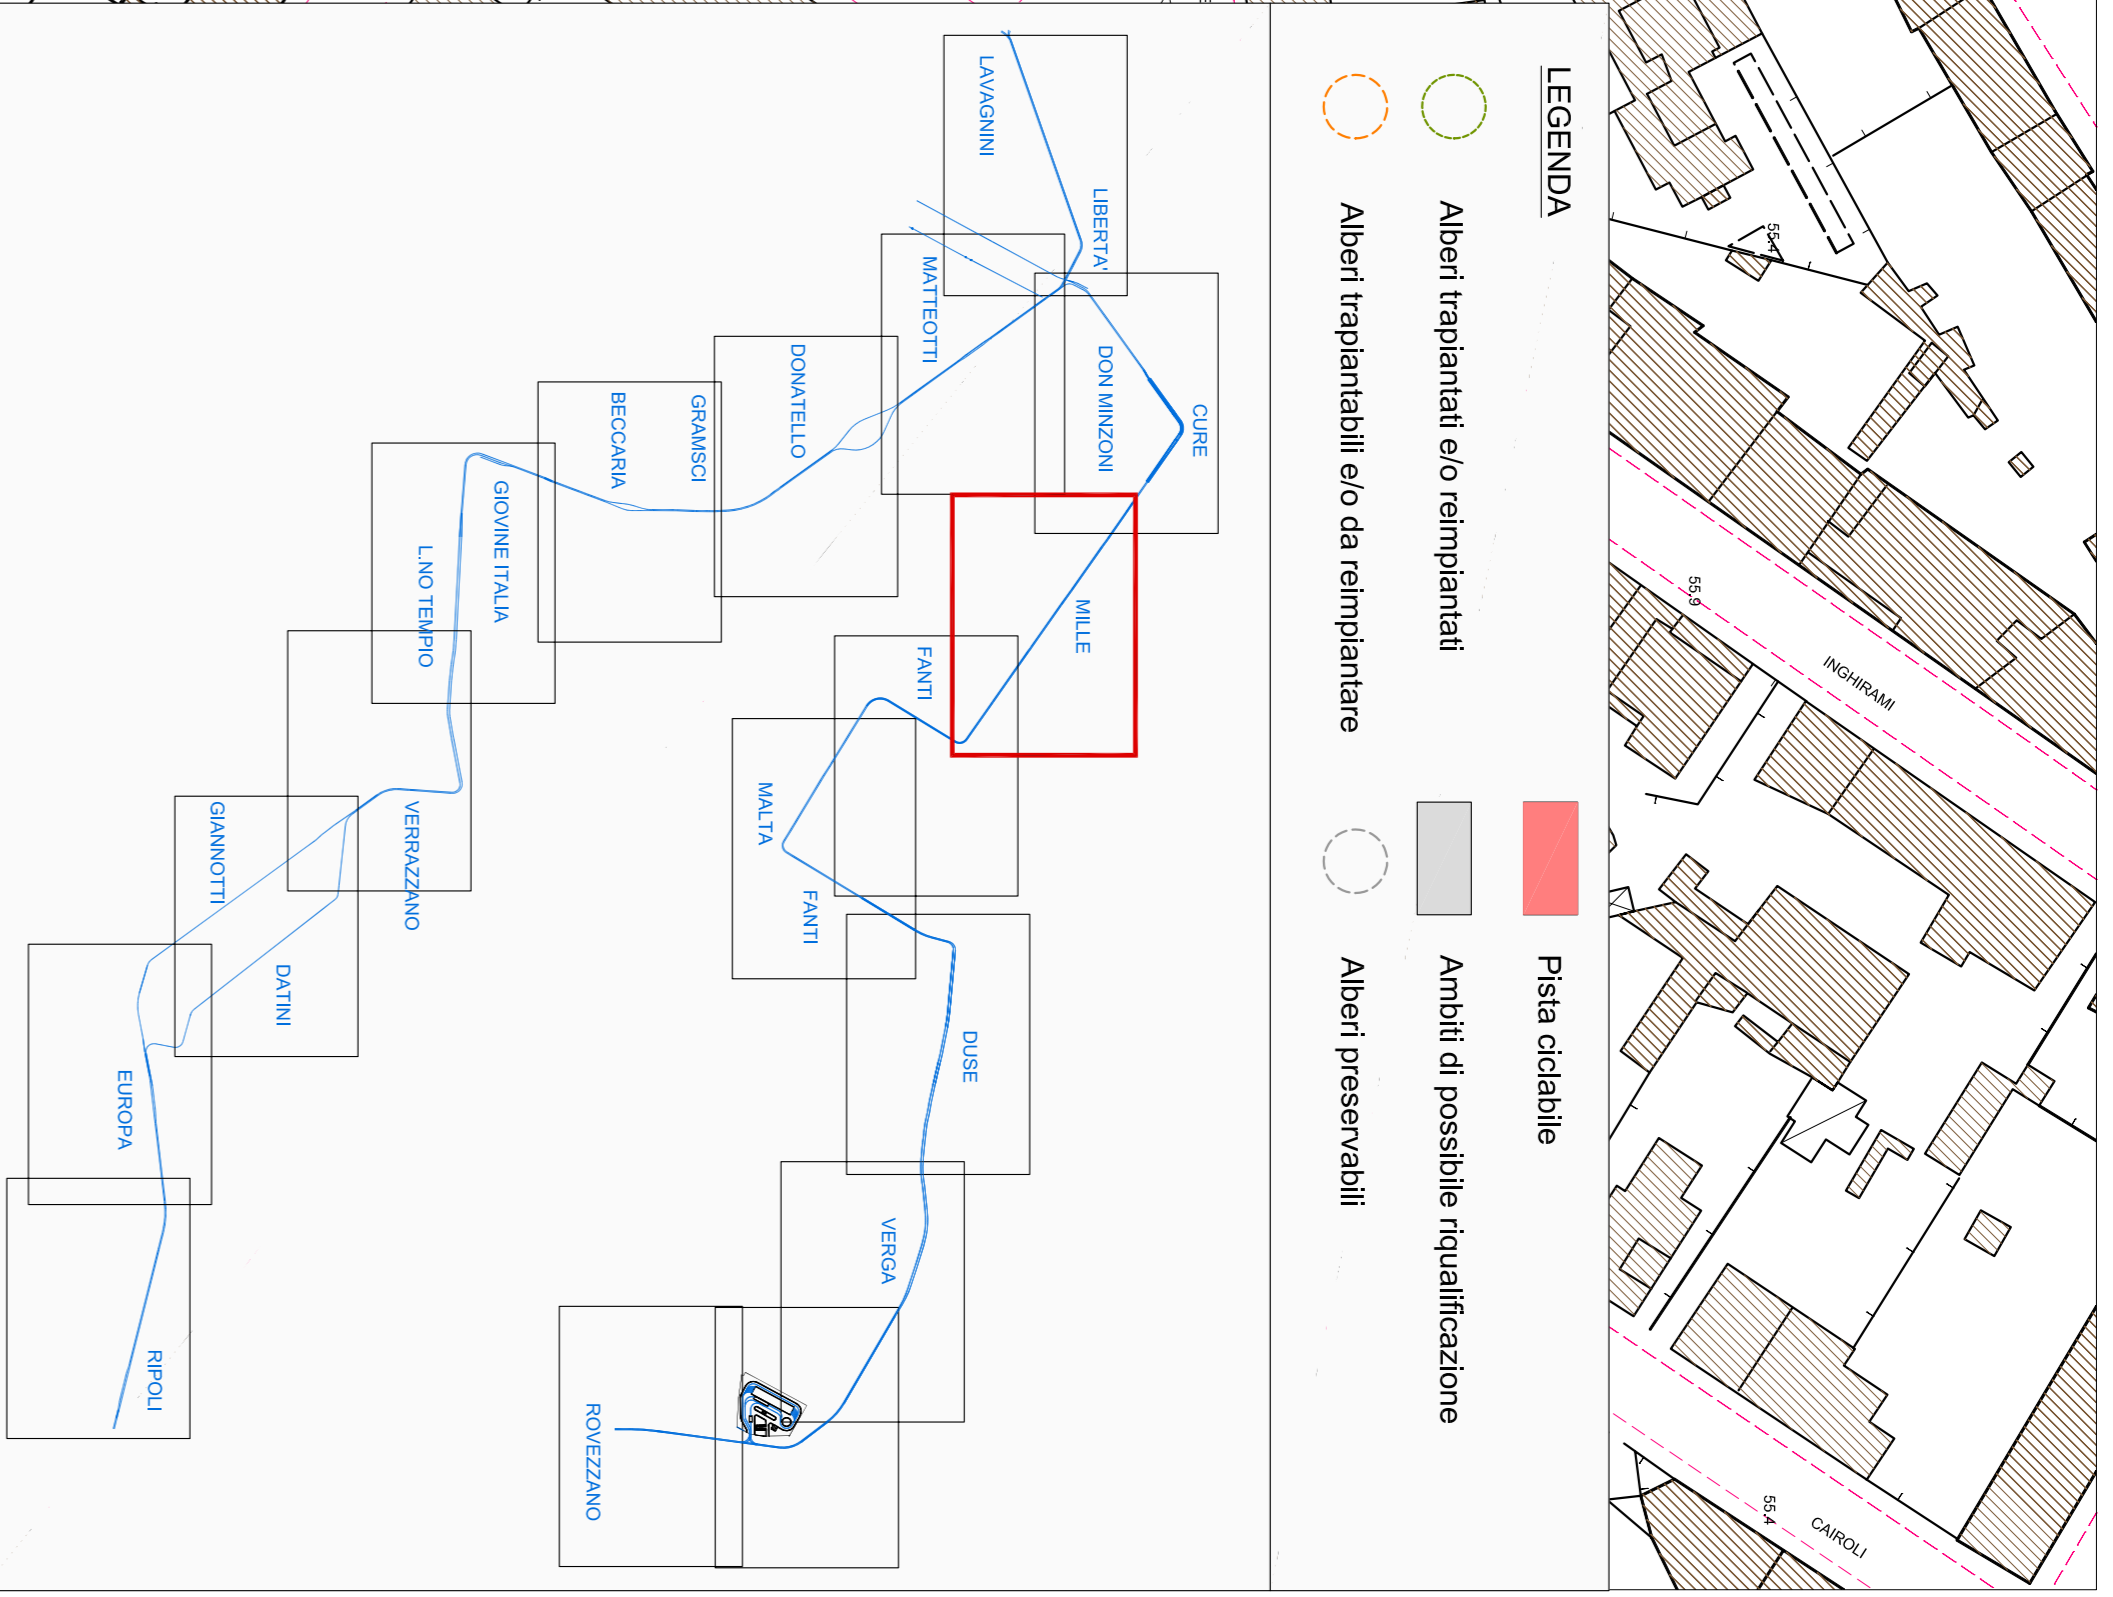 LEGENDA
Alberi trapiantati e/o reimpiantati
Alberi trapiantabili e/o da reimpiantare
Pista ciclabile
Ambiti di possibile riqualificazione
Alberi preservabili
LAVAGNINI
LIBERTA'
MATTEOTTI
DON MINZONI
CURE
DONATELLO
GRAMSCI
BECCARIA
GIOVINE ITALIA
L.NO TEMPIO
MILLE
FANTI
MALTA
FANTI
VERRAZZANO
GIANNOTTI
DATINI
DUSE
EUROPA
VERGA
RIPOLI
ROVEZZANO
55.4
55.9
INGHIRAMI
55.4
CAIROLI